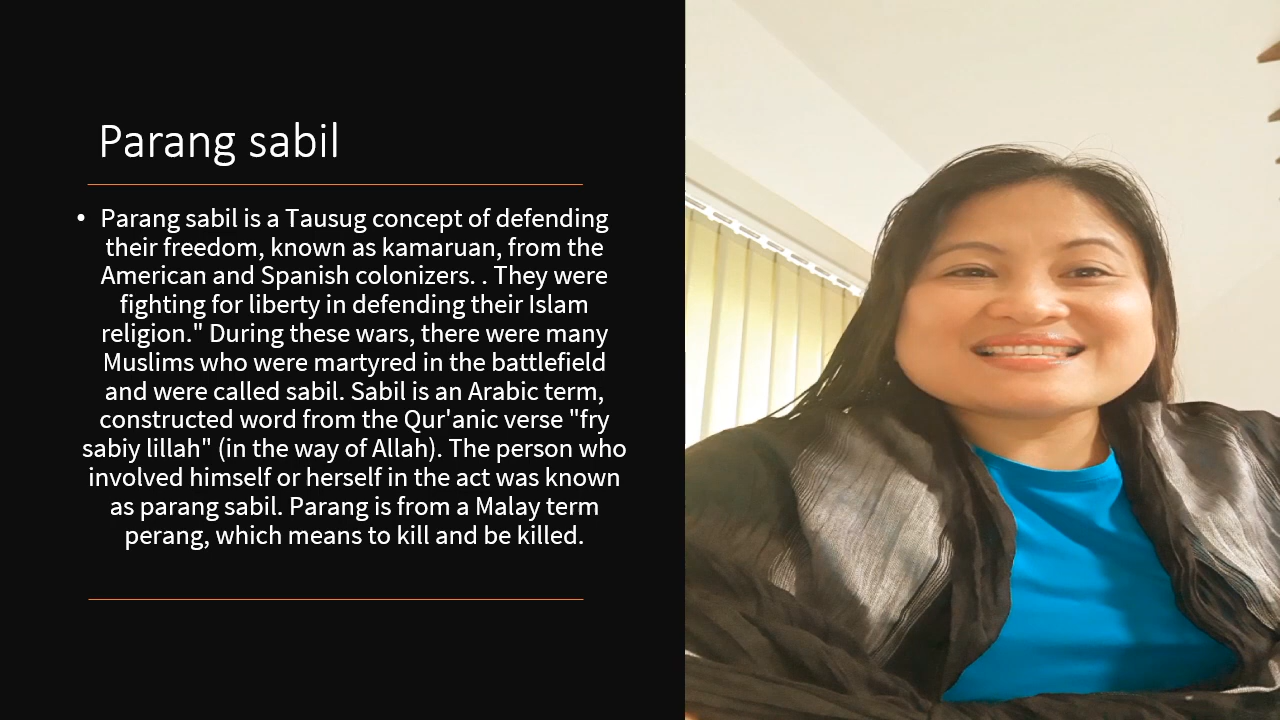 Parang sabil
• Parang sabil is a Tausug concept of defending
their freedom, known as kamaruan, from the
American and Spanish colonizers. . They were
fighting for liberty in defending their Islam
religion." During these wars, there were many
Muslims who were martyred in the battlefield
and were called sabil. Sabil is an Arabic term,
constructed word from the Qur'anic verse "fry
sabiy lillah" (in the way of Allah). The person who
involved himself or herself in the act was known
as parang sabil. Parang is from a Malay term
perang, which means to kill and be killed.